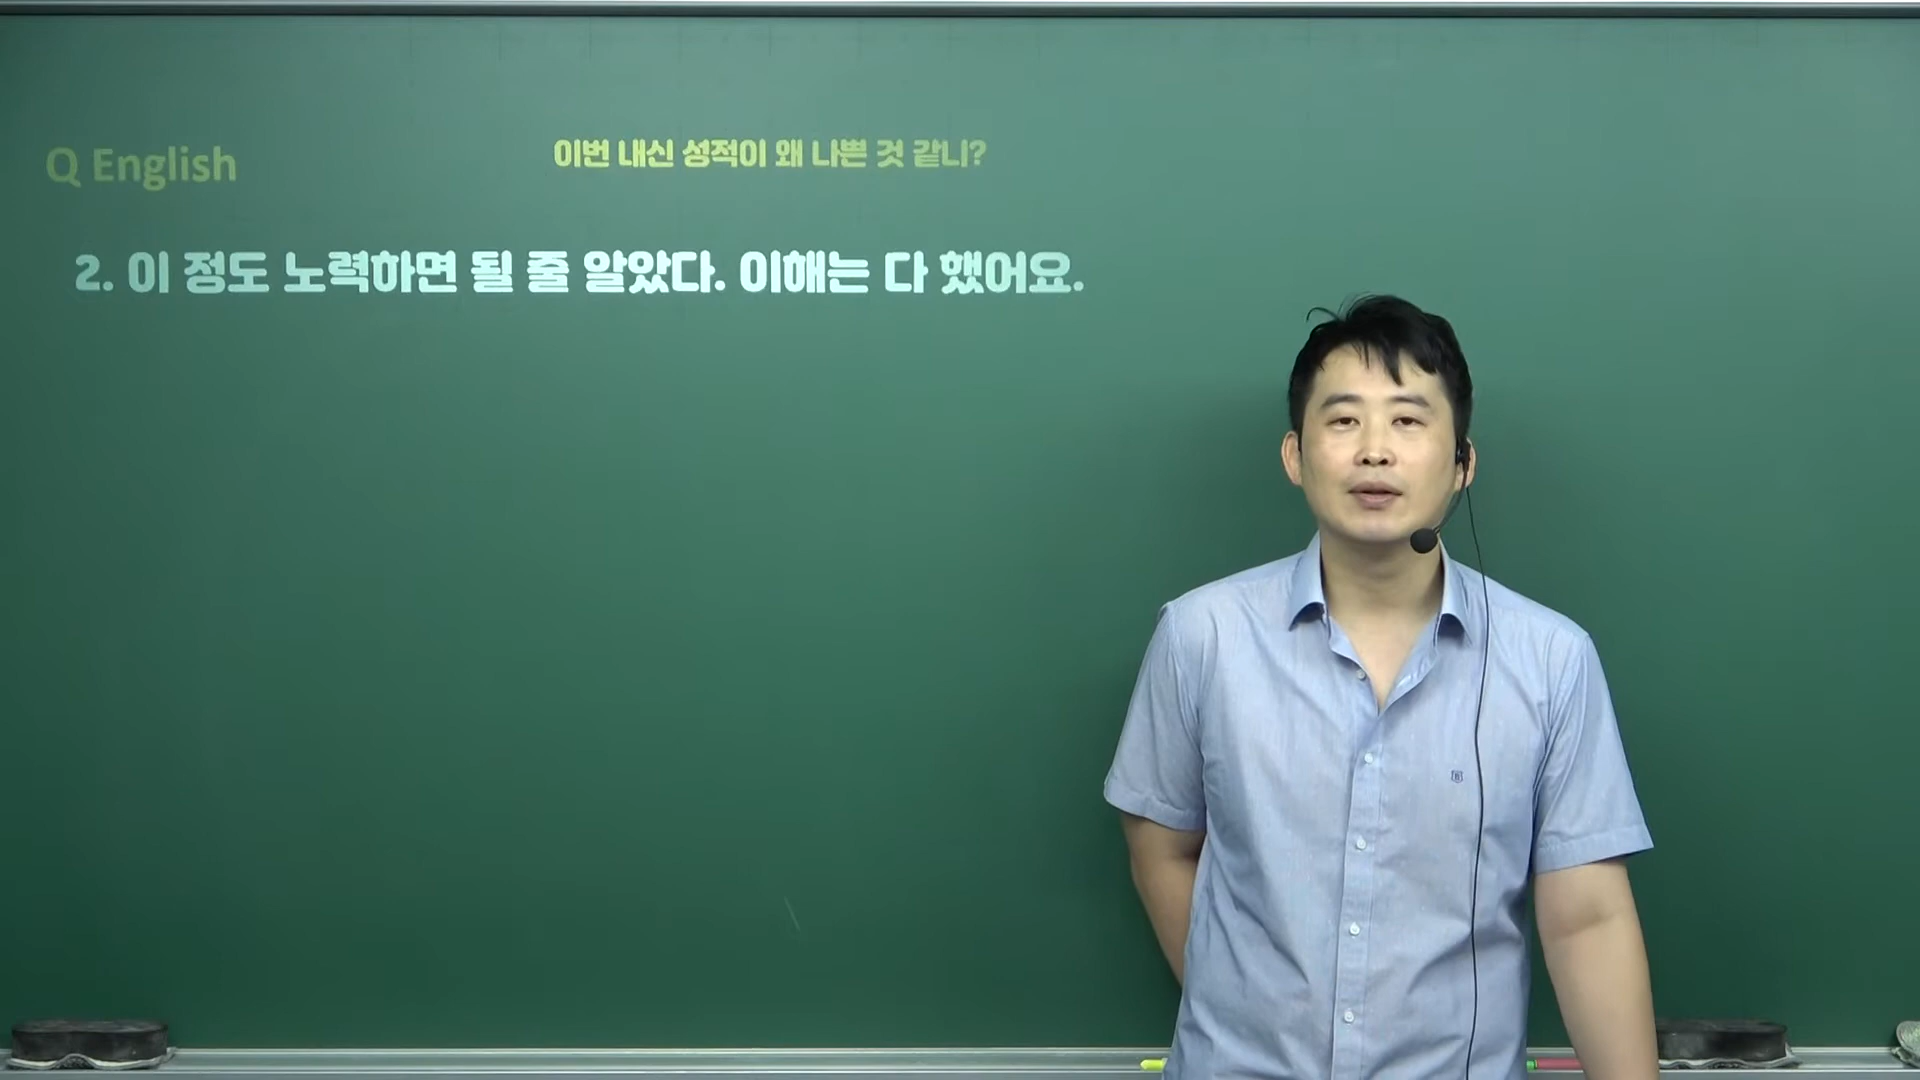 Q English
이번 내신 성적이 왜 나쁜 것 같니?
2. 이 정도 노력하면 될 줄 알았다. 이해는 다 했어요.